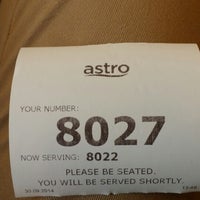 astro
YOUR NUMBER:
8027
NOW SERVING: 8022
PLEASE BE SEATED.
YOU WILL BE SERVED SHORTLY.